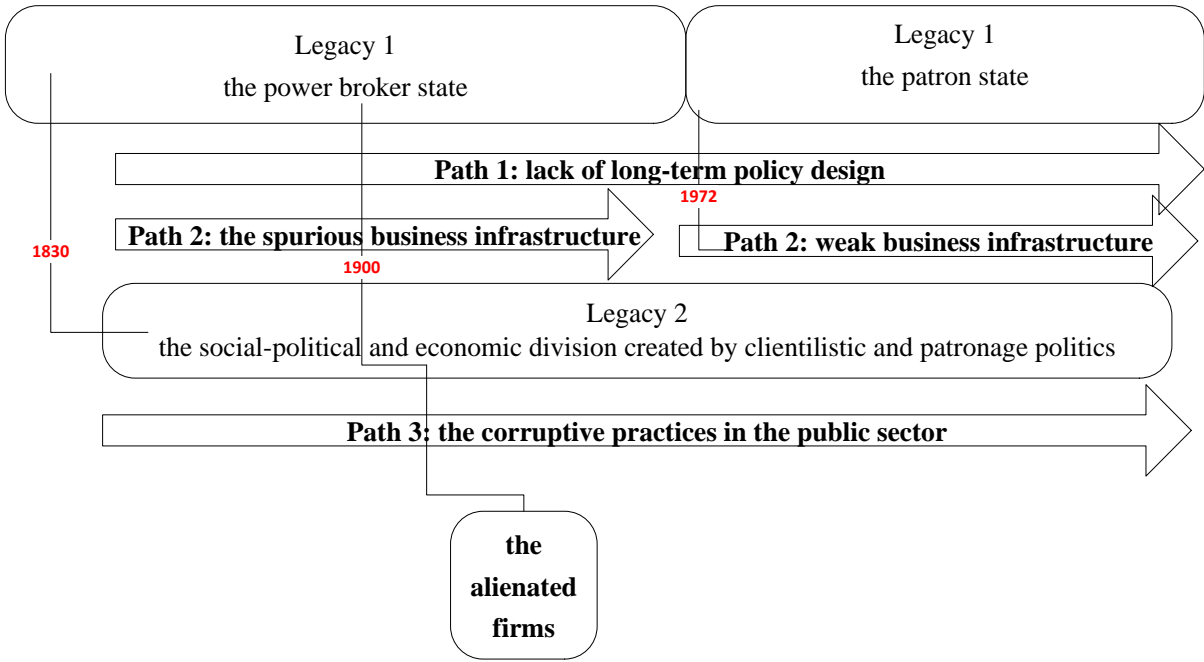 Legacy 1
the power broker state
Legacy 1
the patron state
Path 1: lack of long-term policy design
1972
Path 2: the spurious business infrastructure
Path 2: weak business infrastructure
1830
1900
Legacy 2
the social-political and economic division created by clientilistic and patronage politics
Path 3: the corruptive practices in the public sector
the
alienated
firms